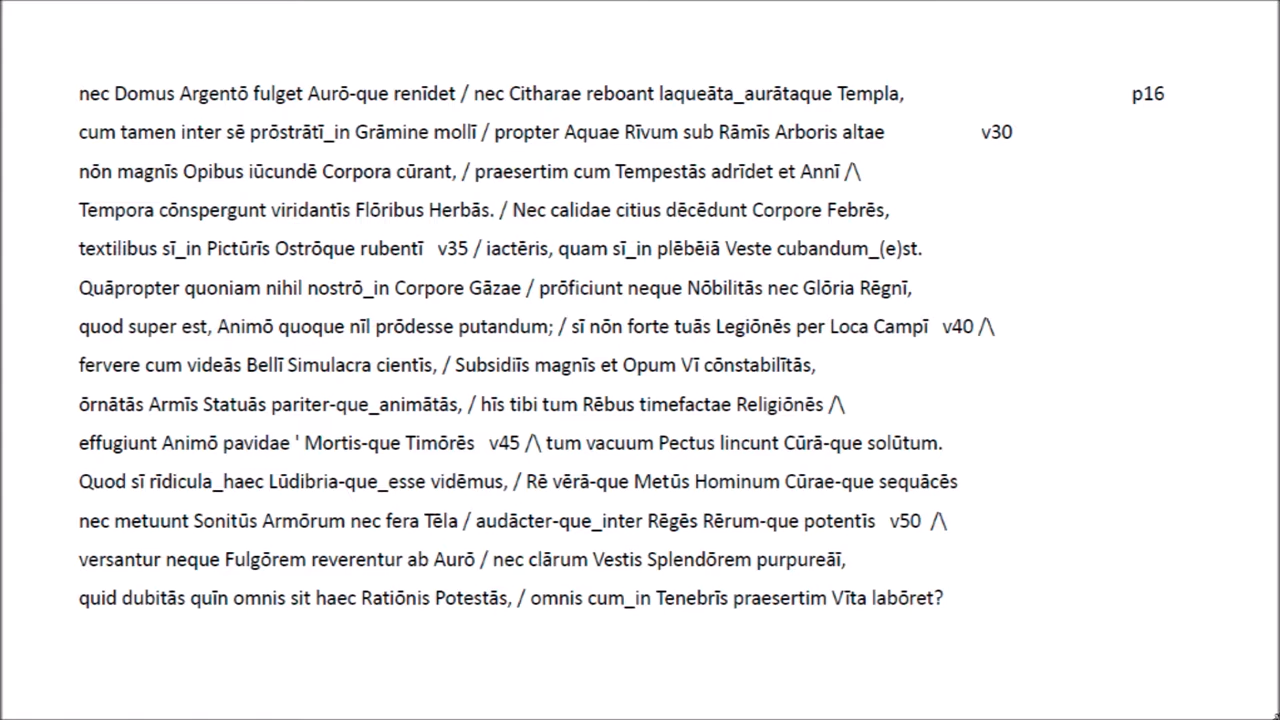 nec Domus Argentō fulget Aurō-que renīdet / nec Citharae reboant laqueāta_aurātaque Templa, p16
cum tamen inter sē prōstrātī_in Grāmine mollī / propter Aquae Rīvum sub Rāmīs Arboris altae v30
nōn magnīs Opibus iūcundē Corpora cūrant, / praesertim cum Tempestās adrīdet et Annī /\
Tempora cōnspergunt viridantīs Flōribus Herbās. / Nec calidae citius dēcēdunt Corpore Febrēs,
textilibus sī_in Pictūrīs Ostrōque rubentī v35 / iactēris, quam sī_in plēbēiā Veste cubandum_(e)st.
Quāpropter quoniam nihil nostrō_in Corpore Gāzae / prōficiunt neque Nōbilitās nec Glōria Rēgnī,
quod super est, Animō quoque nīl prōdesse putandum; / sī nōn forte tuās Legiōnēs per Loca Campī v40 /\
fervere cum videās Bellī Simulacra cientīs, / Subsidiīs magnīs et Opum Vī cōnstabilītās,
ōrnātās Armīs Statuās pariter-que_animātās, / hīs tibi tum Rēbus timefactae Religiōnēs /\
effugiunt Animō pavidae ' Mortis-que Timōrēs v45 /\ tum vacuum Pectus lincunt Cūrā-que solūtum.
Quod sī rīdicula_haec Lūdibria-que_esse vidēmus, / Rē vērā-que Metūs Hominum Cūrae-que sequācēs
nec metuunt Sonitūs Armōrum nec fera Tēla / audācter-que_inter Rēgēs Rērum-que potentīs v50 /\
versantur neque Fulgōrem reverentur ab Aurō / nec clārum Vestis Splendōrem purpureāī,
quid dubitās quīn omnis sit haec Ratiōnis Potestās, / omnis cum_in Tenebrīs praesertim Vīta labōret?